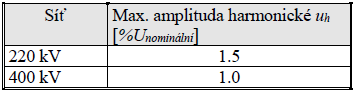 Síť
Max. amplituda harmonické uh
[%Unominální]
220 kV
1.5
400 kV
1.0